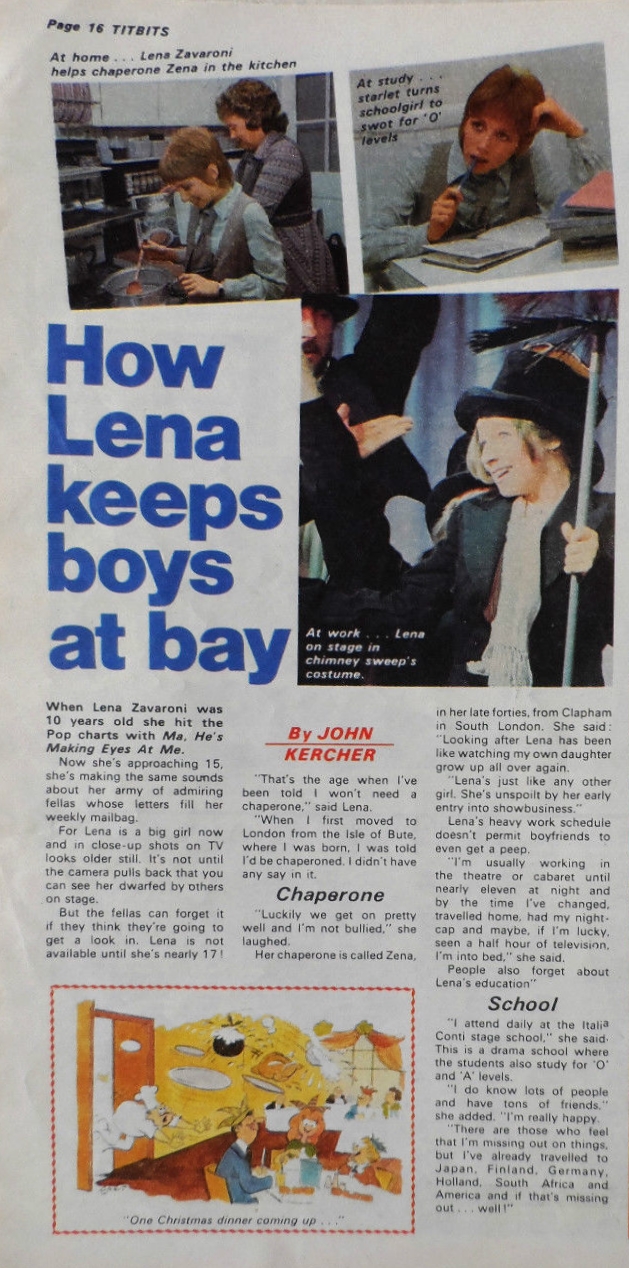 Page 16 TITBITS
At home . . . Lena Zavaroni
helps chaperone Zena in the kitchen
At study . . .
starlet turns
schoolgirl to
swot for 'O'
levels
How
Lena
keeps
boys
at bay
At work . . . Lena
on stage in
chimney sweep's
costume.
When Lena Zavaroni was
10 years old she hit the
Pop charts with Ma, He's
Making Eyes At Me.
Now she's approaching 15,
she's making the same sounds
about her army of admiring
fellas whose letters fill her
weekly mailbag.
For Lena is a big girl now
and in close-up shots on TV
looks older still. It's not until
the camera pulls back that you
can see her dwarfed by others
on stage.
But the fellas can forget it
if they think they're going to
get a look in. Lena is not
available until she's nearly 17!
By JOHN
KERCHER
"That's the age when I've
been told I won't need a
chaperone," said Lena.
"When I first moved to
London from the Isle of Bute,
where I was born, I was told
I'd be chaperoned. I didn't have
any say in it.
Chaperone
"Luckily we get on pretty
well and I'm not bullied," she
laughed.
Her chaperone is called Zena,
in her late forties, from Clapham
in South London. She said:
"Looking after Lena has been
like watching my own daughter
grow up all over again.
"Lena's just like any other
girl. She's unspoilt by her early
entry into showbusiness."
Lena's heavy work schedule
doesn't permit boyfriends to
even get a peep.
"I'm usually working in
the theatre or cabaret until
nearly eleven at night and
by the time I've changed,
travelled home, had my night-
cap and maybe, if I'm lucky,
seen a half hour of television,
I'm into bed," she said.
People also forget about
Lena's education"
School
"I attend daily at the Italia
Conti stage school," she said.
This is a drama school where
the students also study for 'O'
and 'A' levels.
"I do know lots of people
and have tons of friends,"
she added. "I'm really happy.
"There are those who feel
that I'm missing out on things,
but I've already travelled to
Japan, Finland, Germany,
Holland, South Africa and
America and if that's missing
out . . . well!"
"One Christmas dinner coming up . . ."